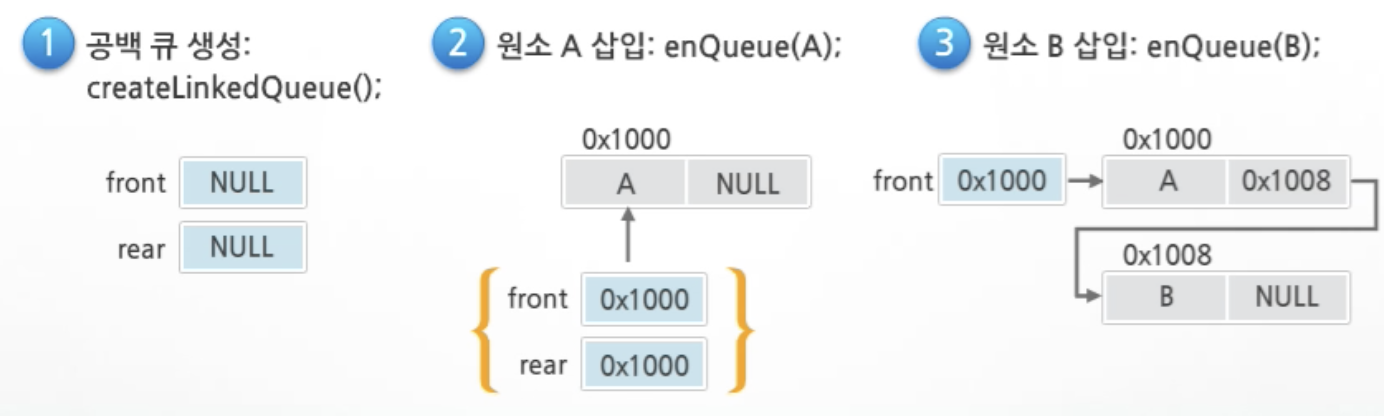 1 공백 큐 생성:
createLinkedQueue();
front NULL
rear NULL
2 원소 A 삽입: enQueue(A);
0x1000
A NULL
front 0x1000
rear 0x1000
3 원소 B 삽입: enQueue(B);
0x1000
front 0x1000 A 0x1008
0x1008
B NULL